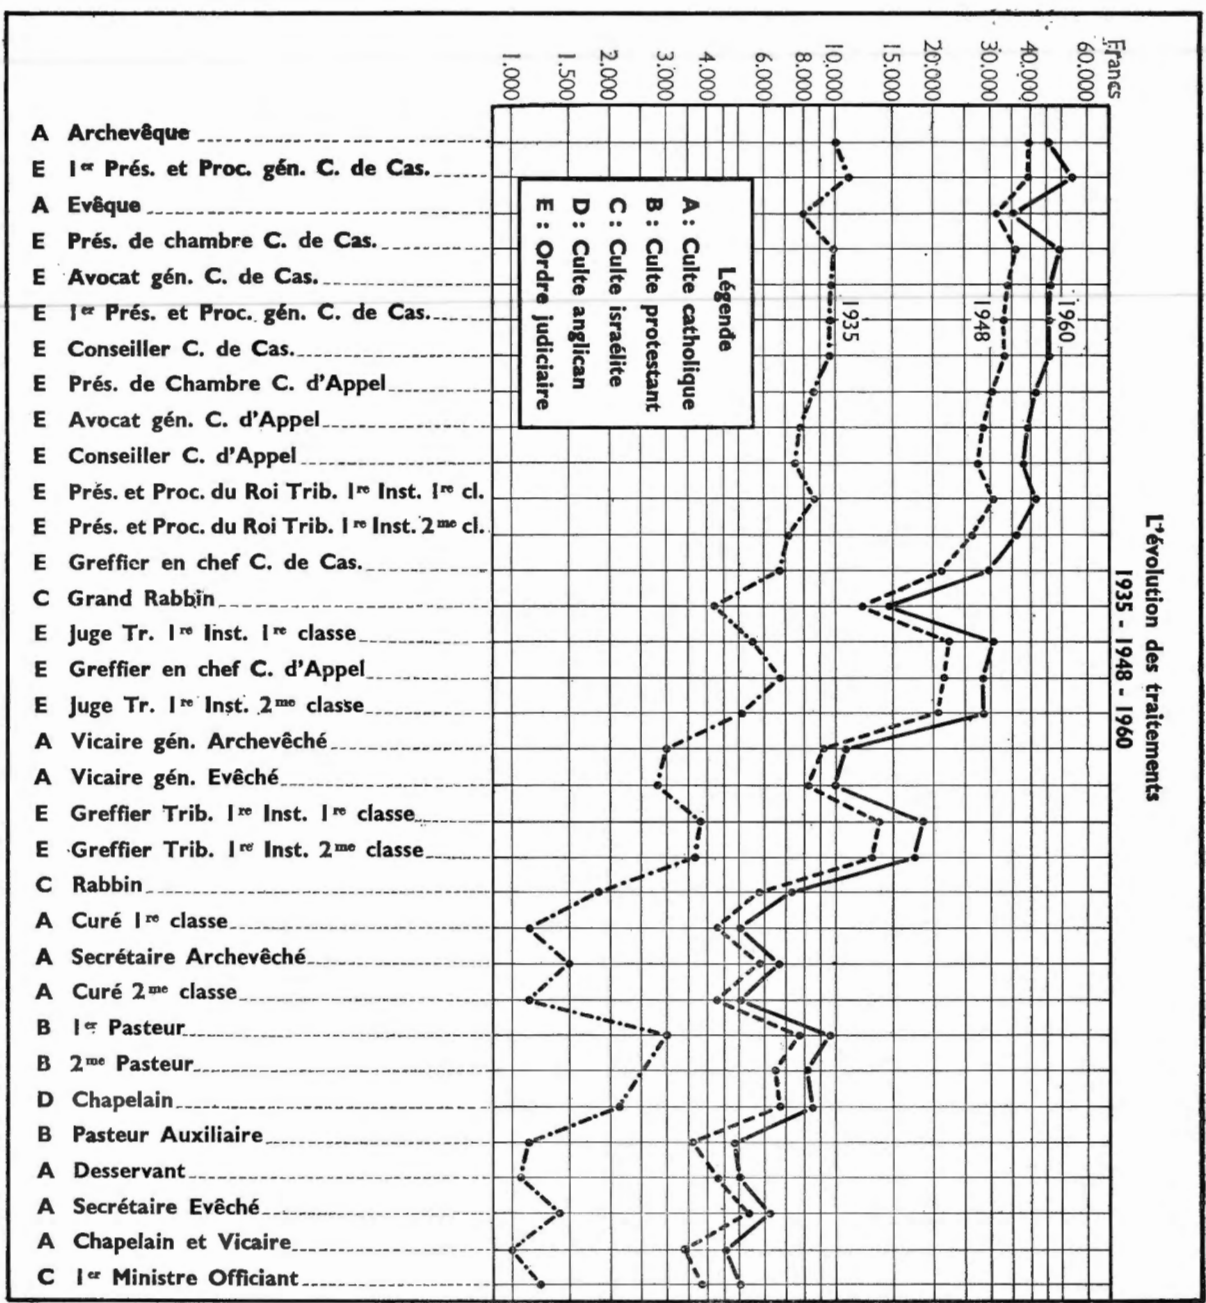 L'évolution des traitements
1935 - 1948 - 1960
Francs
1.000 1.500 2.000 3.000 4.000 6.000 8.000 10.000 15.000 20.000 30.000 40.000 60.000
A Archevêque
E 1er Prés. et Proc. gén. C. de Cas.
A Evêque
E Prés. de chambre C. de Cas.
E Avocat gén. C. de Cas.
E 1er Prés. et Proc. gén. C. de Cas.
E Conseiller C. de Cas.
E Prés. de Chambre C. d'Appel
E Avocat gén. C. d'Appel
E Conseiller C. d'Appel
E Prés. et Proc. du Roi Trib. 1re Inst. 1re cl.
E Prés. et Proc. du Roi Trib. 1re Inst. 2me cl.
E Greffier en chef C. de Cas.
C Grand Rabbin
E Juge Tr. 1re Inst. 1re classe
E Greffier en chef C. d'Appel
E Juge Tr. 1re Inst. 2me classe
A Vicaire gén. Archevêché
A Vicaire gén. Evêché
E Greffier Trib. 1re Inst. 1re classe
E Greffier Trib. 1re Inst. 2me classe
C Rabbin
A Curé 1re classe
A Secrétaire Archevêché
A Curé 2me classe
B 1er Pasteur
B 2me Pasteur
D Chapelain
B Pasteur Auxiliaire
A Desservant
A Secrétaire Evêché
A Chapelain et Vicaire
C 1er Ministre Officiant
Légende
A : Culte catholique
B : Culte protestant
C : Culte israélite
D : Culte anglican
E : Ordre judiciaire
1935
1948
1960